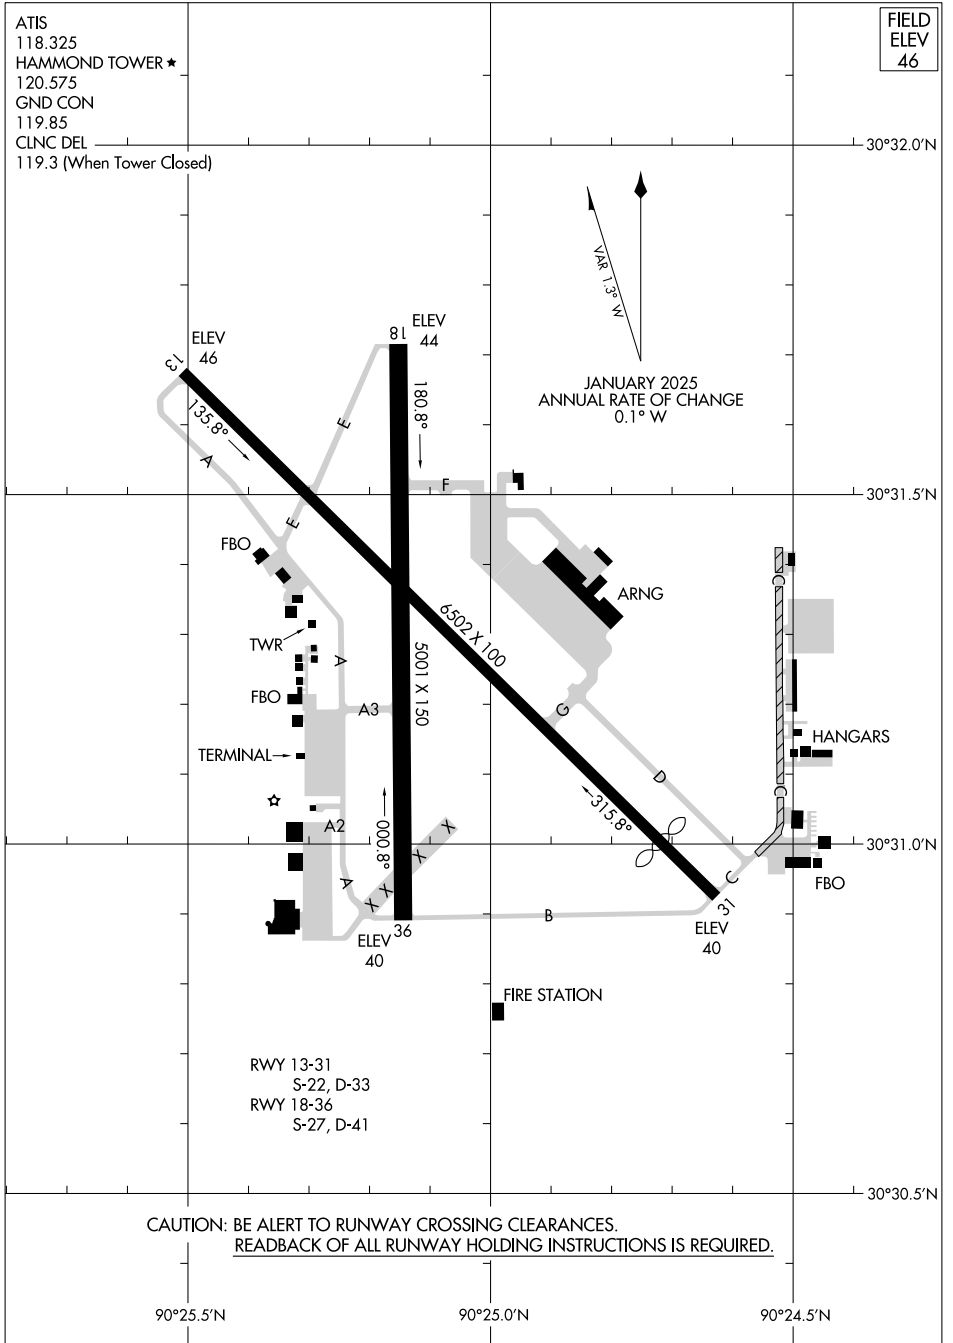 ATIS
118.325
HAMMOND TOWER ★
120.575
GND CON
119.85
CLNC DEL
119.3 (When Tower Closed)
FIELD
ELEV
46
30°32.0'N
VAR 1.3° W
JANUARY 2025
ANNUAL RATE OF CHANGE
0.1° W
13
ELEV
46
18
ELEV
44
135.8°
180.8°
A
E
E
F
30°31.5'N
FBO
ARNG
C
TWR
A
6502 X 100
5001 X 150
FBO
A3
G
TERMINAL
HANGARS
D
C
A2
000.8°
315.8°
X
X
X
X
30°31.0'N
A
C
FBO
B
36
31
ELEV
40
ELEV
40
FIRE STATION
RWY 13-31
S-22, D-33
RWY 18-36
S-27, D-41
30°30.5'N
CAUTION: BE ALERT TO RUNWAY CROSSING CLEARANCES.
READBACK OF ALL RUNWAY HOLDING INSTRUCTIONS IS REQUIRED.
90°25.5'N
90°25.0'N
90°24.5'N